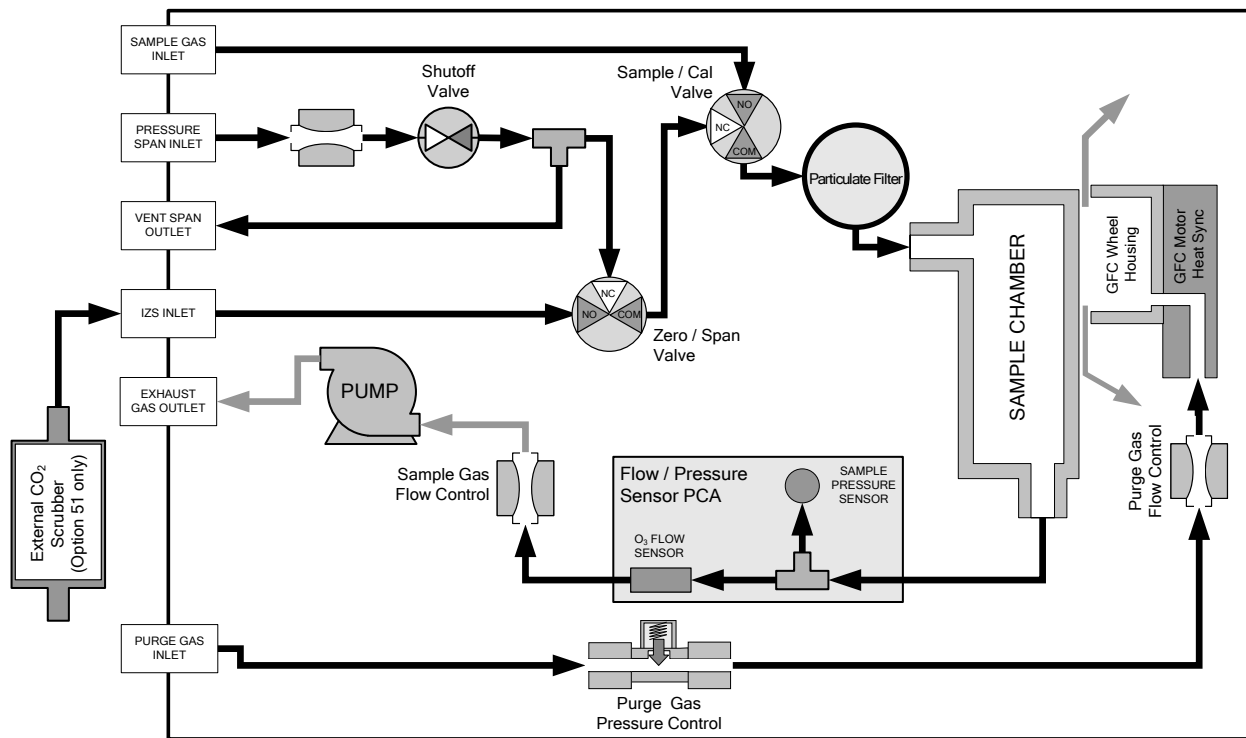 SAMPLE GAS
INLET
Shutoff
Valve
Sample / Cal
Valve
NO
NC
COM
PRESSURE
SPAN INLET
Particulate Filter
VENT SPAN
OUTLET
SAMPLE CHAMBER
GFC Wheel
Housing
GFC Motor
Heat Sync
IZS INLET
NC
NO
COM
Zero / Span
Valve
EXHAUST
GAS OUTLET
PUMP
External CO₂
Scrubber
(Option 51 only)
Sample Gas
Flow Control
Flow / Pressure
Sensor PCA
SAMPLE
PRESSURE
SENSOR
O₃ FLOW
SENSOR
Purge Gas
Flow Control
PURGE GAS
INLET
Purge Gas
Pressure Control